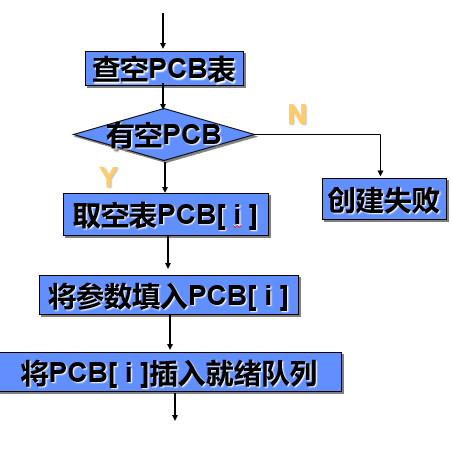 查空PCB表
有空PCB
N
Y
取空表PCB[ i ]
创建失败
将参数填入PCB[ i ]
将PCB[ i ]插入就绪队列